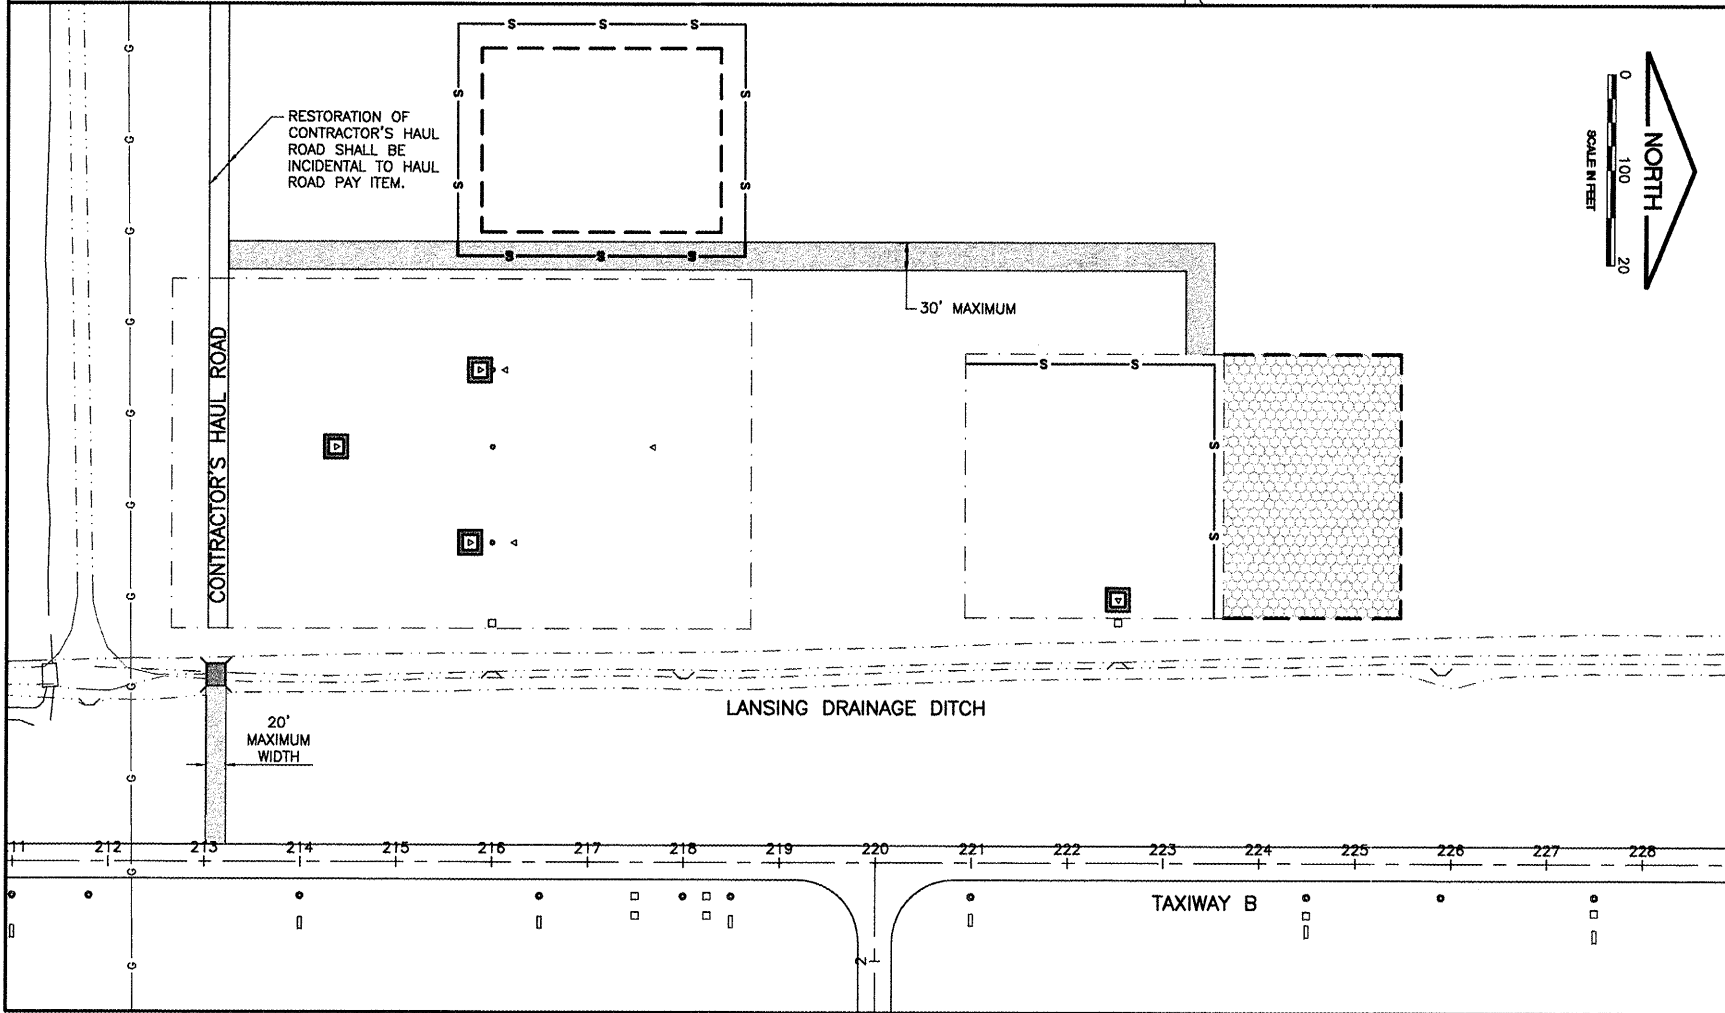 S S S
S S
S S
S S S
RESTORATION OF
CONTRACTOR'S HAUL
ROAD SHALL BE
INCIDENTAL TO HAUL
ROAD PAY ITEM.
NORTH
0 100 20
SCALE IN FEET
30' MAXIMUM
CONTRACTOR'S HAUL ROAD
S S
S
S
G
G
G
G
G
G
G
G
G
G
G
LANSING DRAINAGE DITCH
20'
MAXIMUM
WIDTH
11 212 213 214 215 216 217 218 219 220 221 222 223 224 225 226 227 228
TAXIWAY B
2